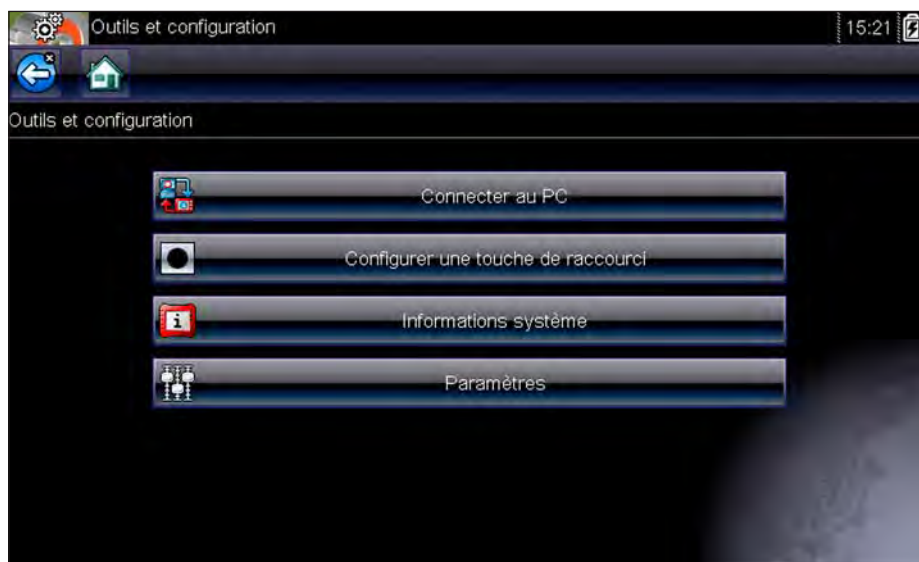 Outils et configuration
15:21
Outils et configuration
Connecter au PC
Configurer une touche de raccourci
Informations système
Paramètres